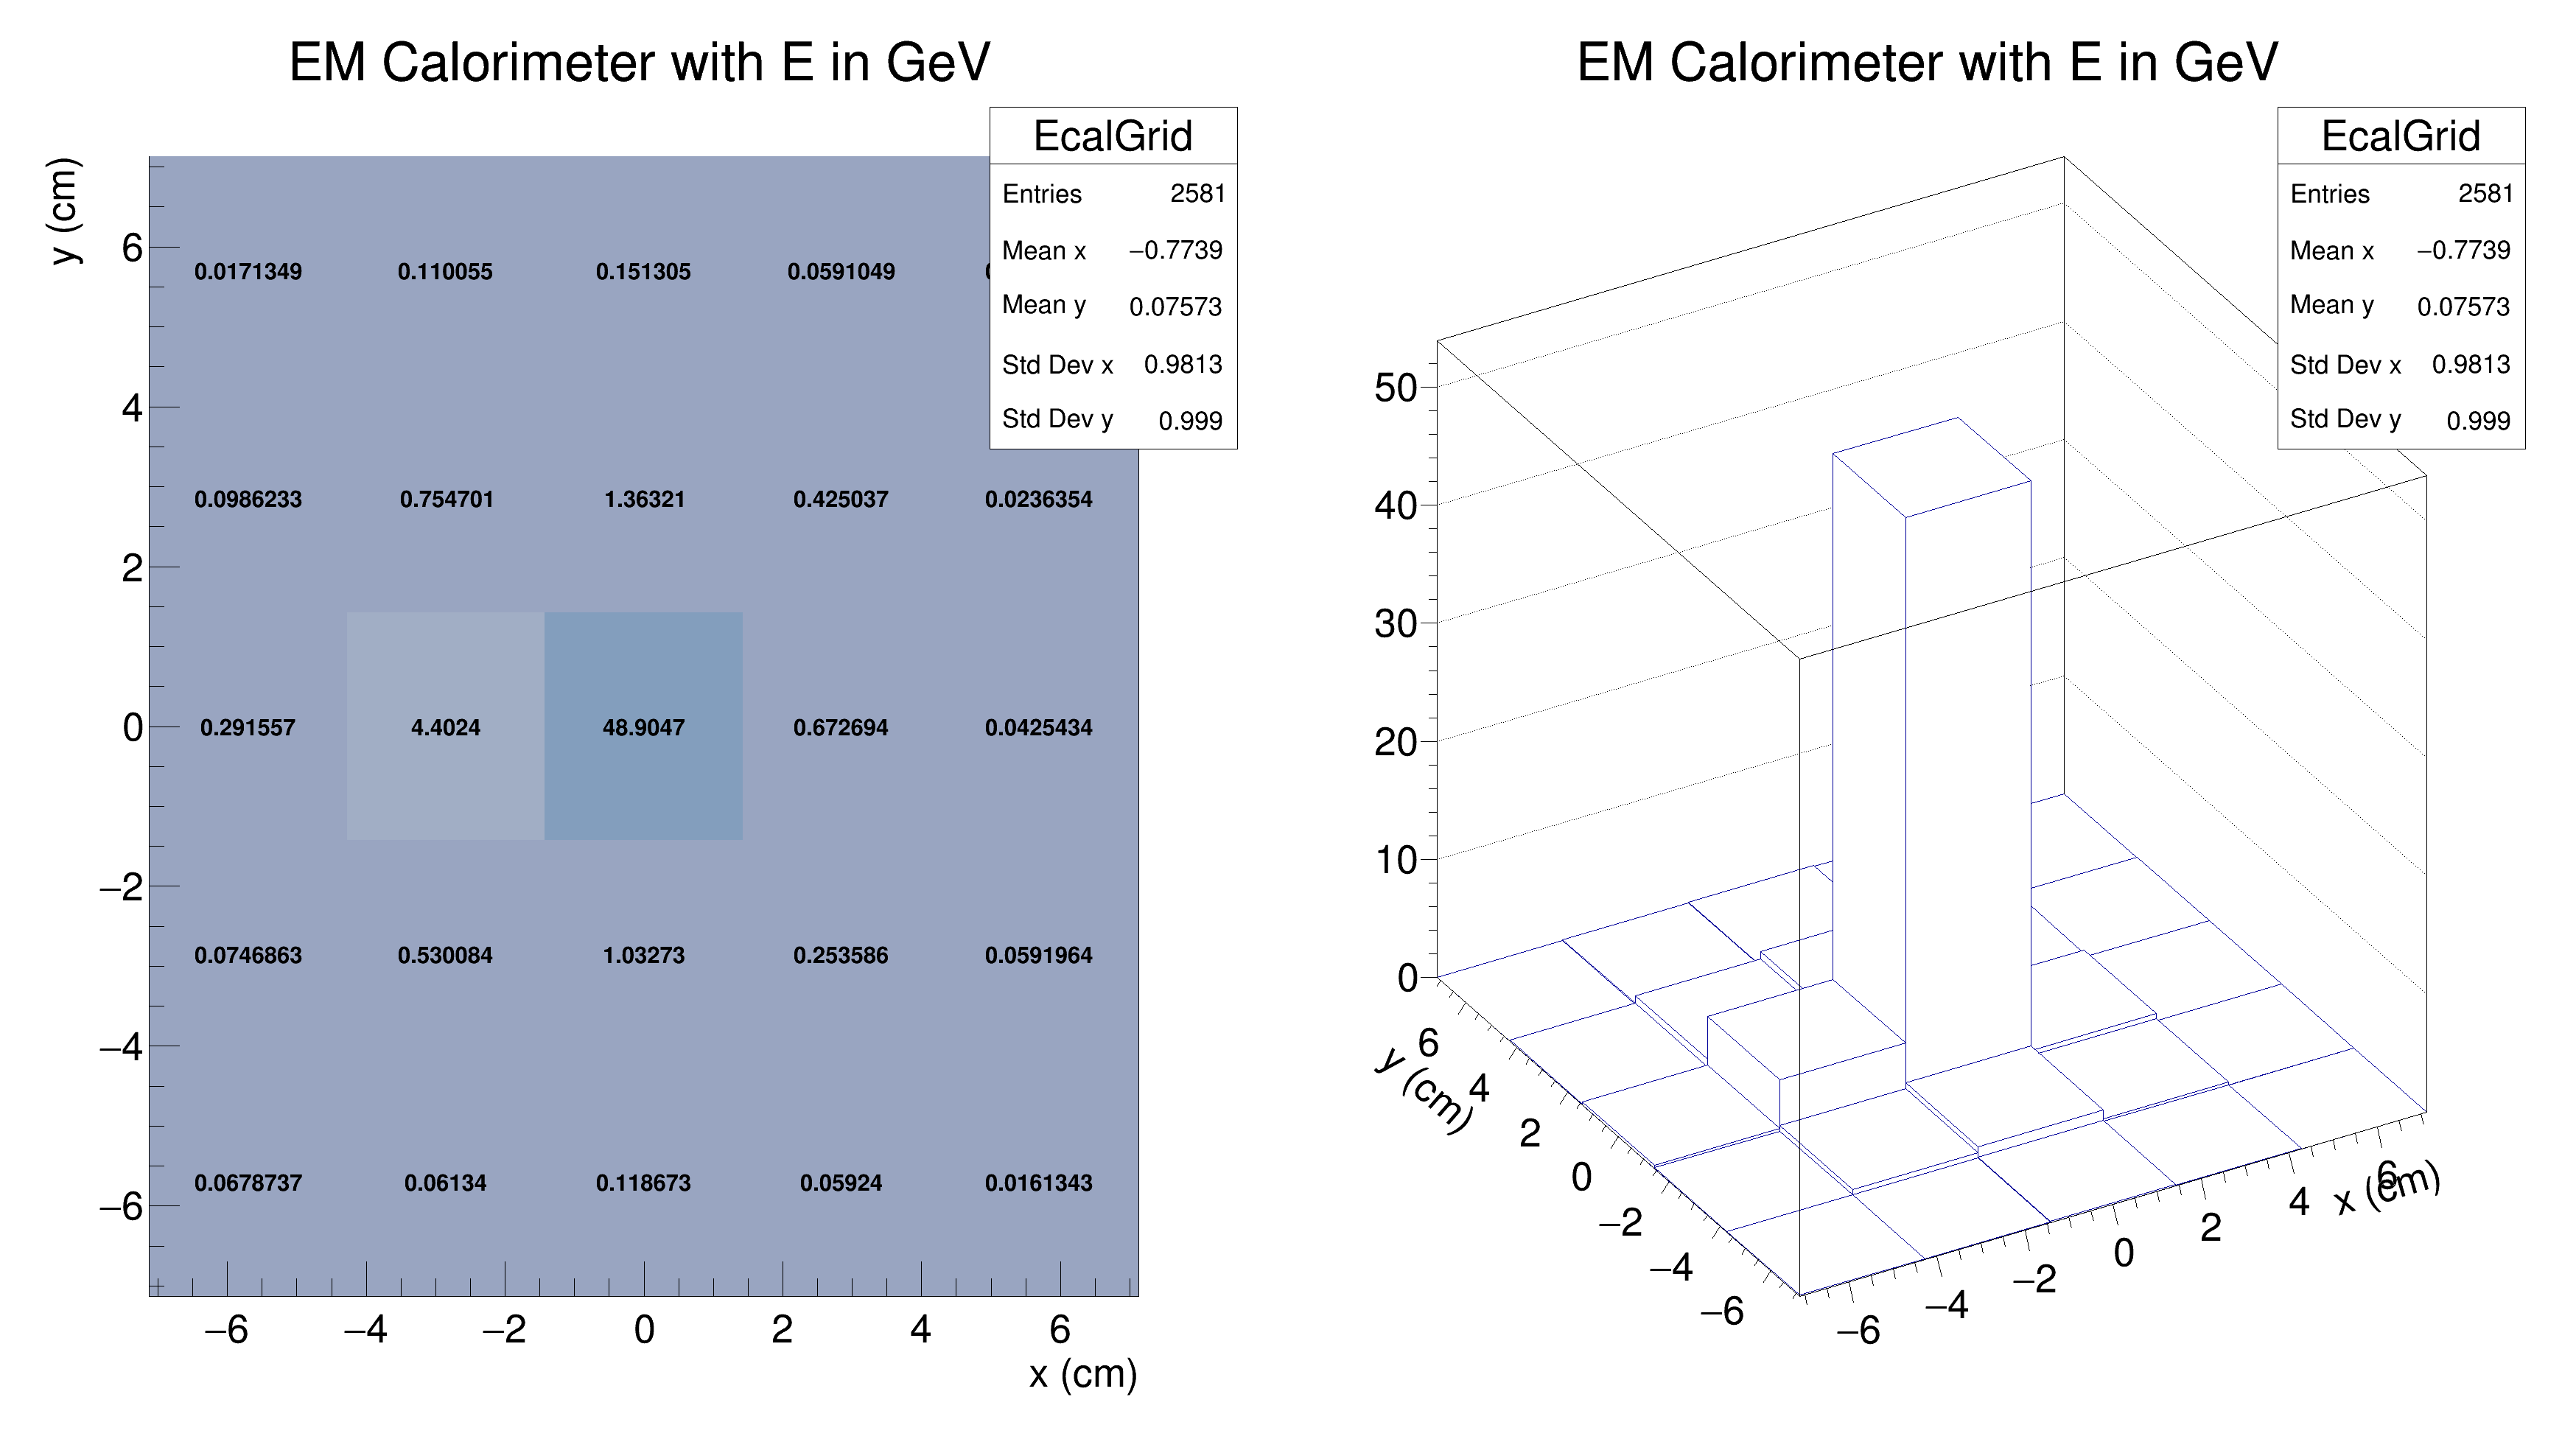 EM Calorimeter with E in GeV
EcalGrid
Entries 2581
Mean x −0.7739
Mean y 0.07573
Std Dev x 0.9813
Std Dev y 0.999
y (cm)
6
4
2
0
−2
−4
−6
0.0171349 0.110055 0.151305 0.0591049
0.0986233 0.754701 1.36321 0.425037 0.0236354
0.291557 4.4024 48.9047 0.672694 0.0425434
0.0746863 0.530084 1.03273 0.253586 0.0591964
0.0678737 0.06134 0.118673 0.05924 0.0161343
−6 −4 −2 0 2 4 6
x (cm)
EM Calorimeter with E in GeV
EcalGrid
Entries 2581
Mean x −0.7739
Mean y 0.07573
Std Dev x 0.9813
Std Dev y 0.999
50
40
30
20
10
0
6
4
2
0
−2
−4
−6
y (cm)
−6 −4 −2 0 2 4 6
x (cm)